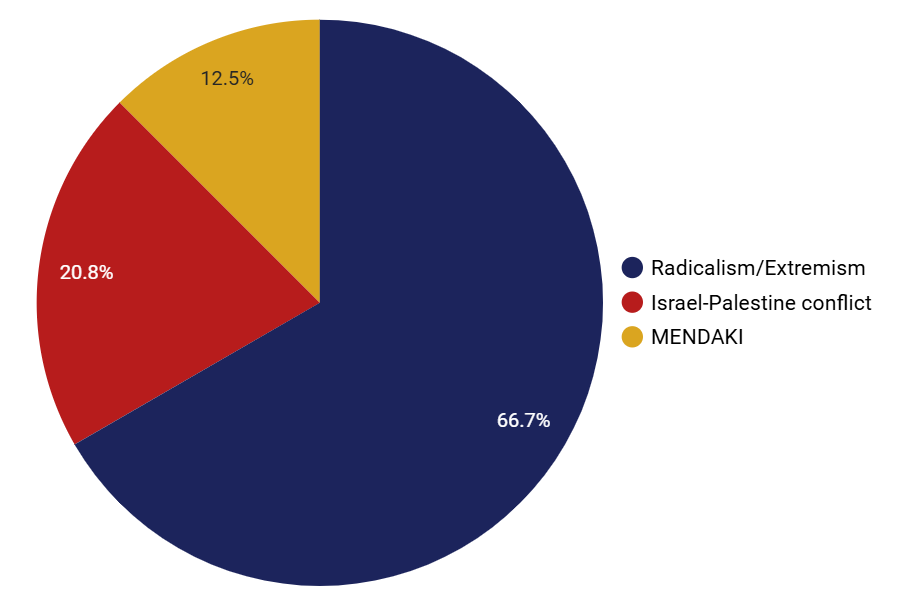 12.5%
20.8%
66.7%
Radicalism/Extremism
Israel-Palestine conflict
MENDAKI